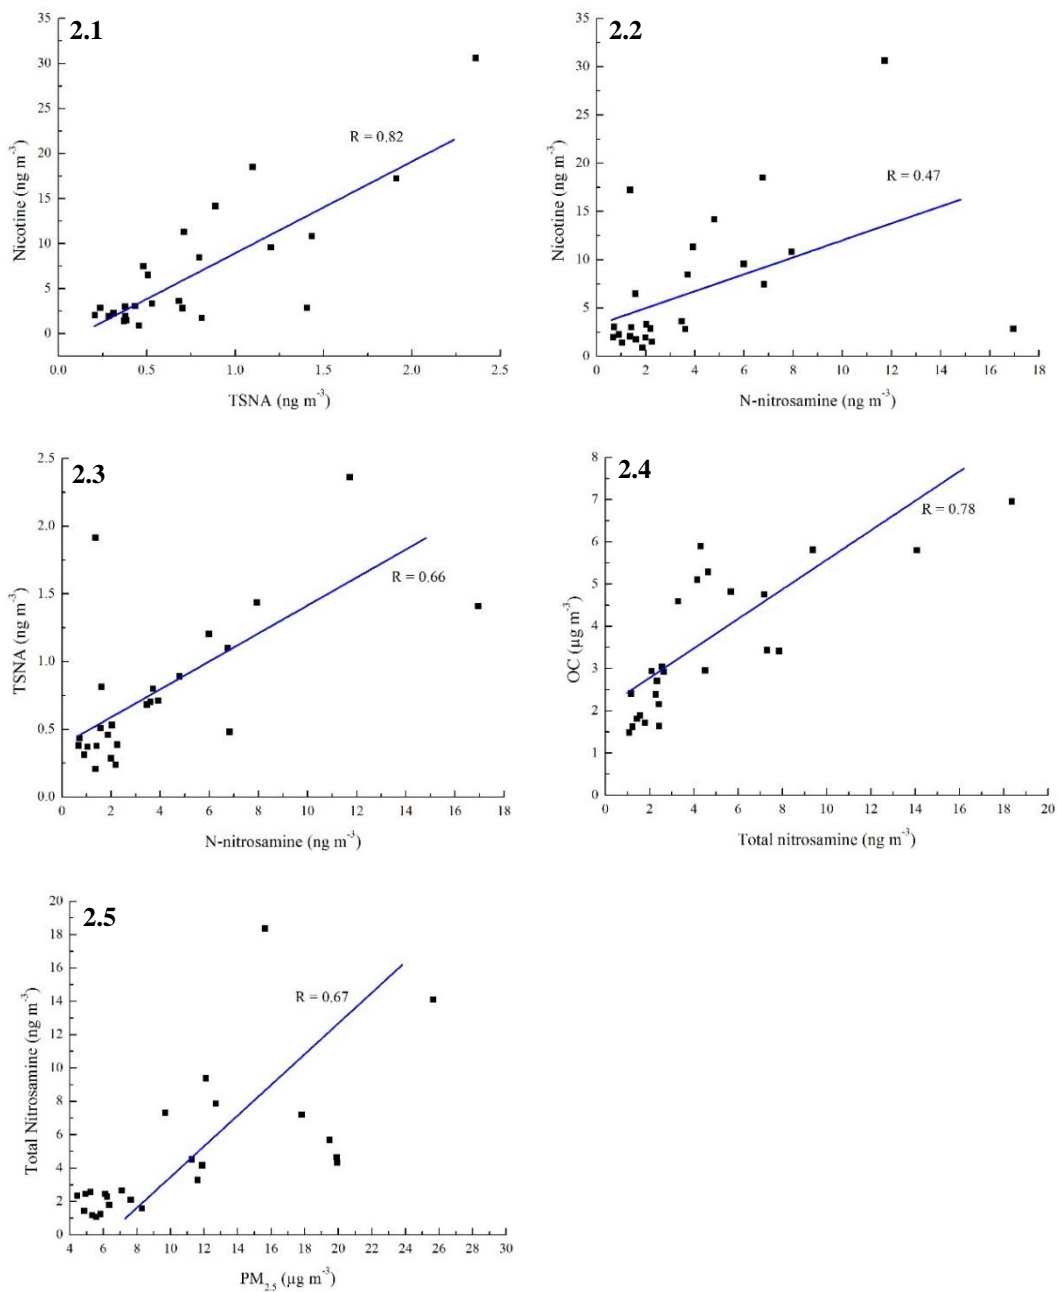 2.1
35
30
25
20
15
10
5
0
Nicotine (ng m⁻³)
R = 0.82
0.0 0.5 1.0 1.5 2.0 2.5
TSNA (ng m⁻³)
2.2
35
30
25
20
15
10
5
0
Nicotine (ng m⁻³)
R = 0.47
0 2 4 6 8 10 12 14 16 18
N-nitrosamine (ng m⁻³)
2.3
2.5
2.0
1.5
1.0
0.5
0.0
TSNA (ng m⁻³)
R = 0.66
0 2 4 6 8 10 12 14 16 18
N-nitrosamine (ng m⁻³)
2.4
8
7
6
5
4
3
2
1
0
OC (µg m⁻³)
R = 0.78
0 2 4 6 8 10 12 14 16 18 20
Total nitrosamine (ng m⁻³)
2.5
20
18
16
14
12
10
8
6
4
2
0
Total Nitrosamine (ng m⁻³)
R = 0.67
4 6 8 10 12 14 16 18 20 22 24 26 28 30
PM₂.₅ (µg m⁻³)